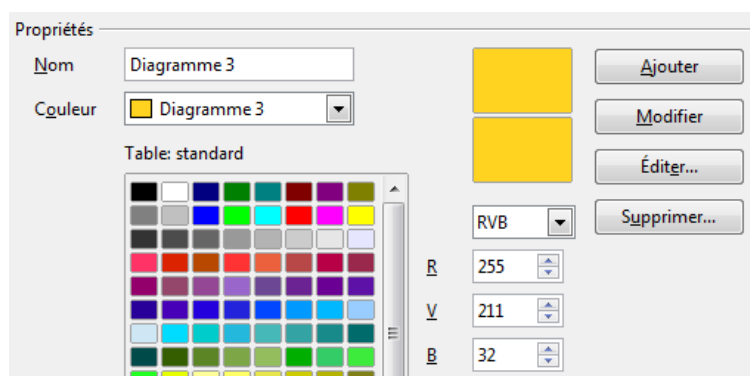 Propriétés
Nom
Diagramme 3
Ajouter
Couleur
Diagramme 3
Modifier
Table: standard
Éditer...
RVB
Supprimer...
R
255
V
211
B
32